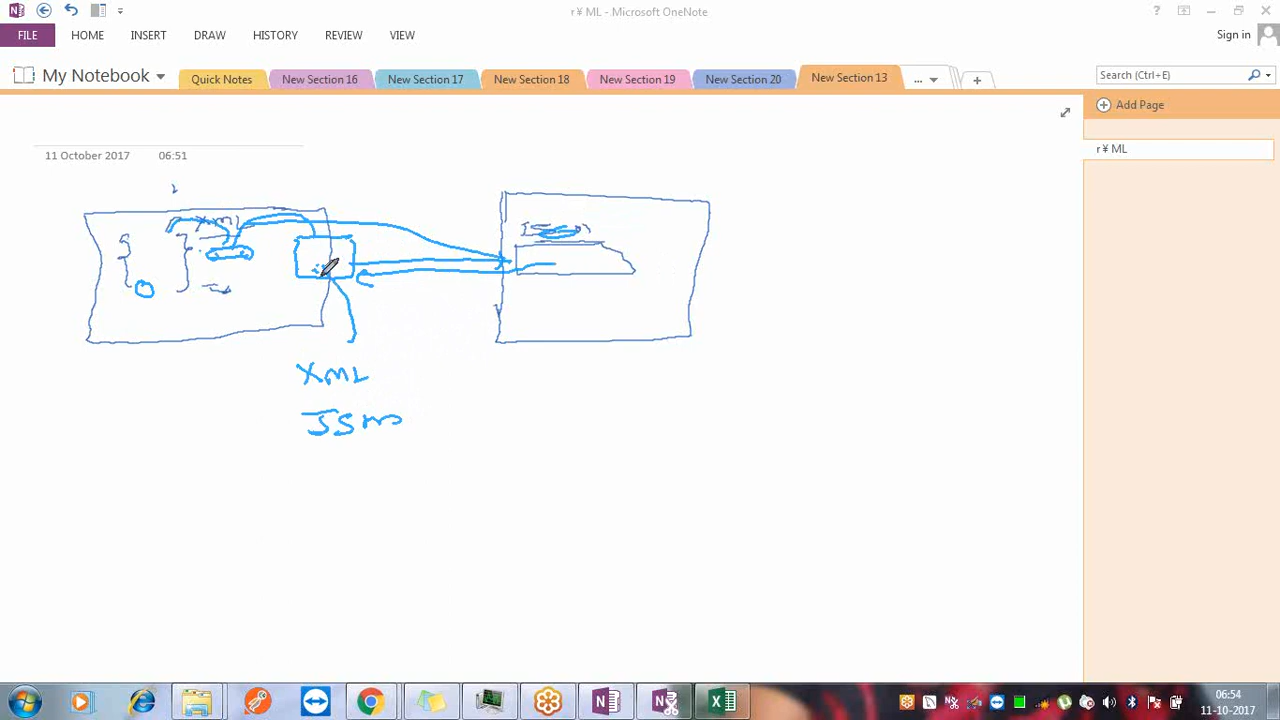 r ¥ ML - Microsoft OneNote
?
FILE HOME INSERT DRAW HISTORY REVIEW VIEW
Sign in
My Notebook Quick Notes New Section 16 New Section 17 New Section 18 New Section 19 New Section 20 New Section 13 ... + Search (Ctrl+E)
Add Page
r ¥ ML
11 October 2017 06:51
XML
XML
06:54
11-10-2017